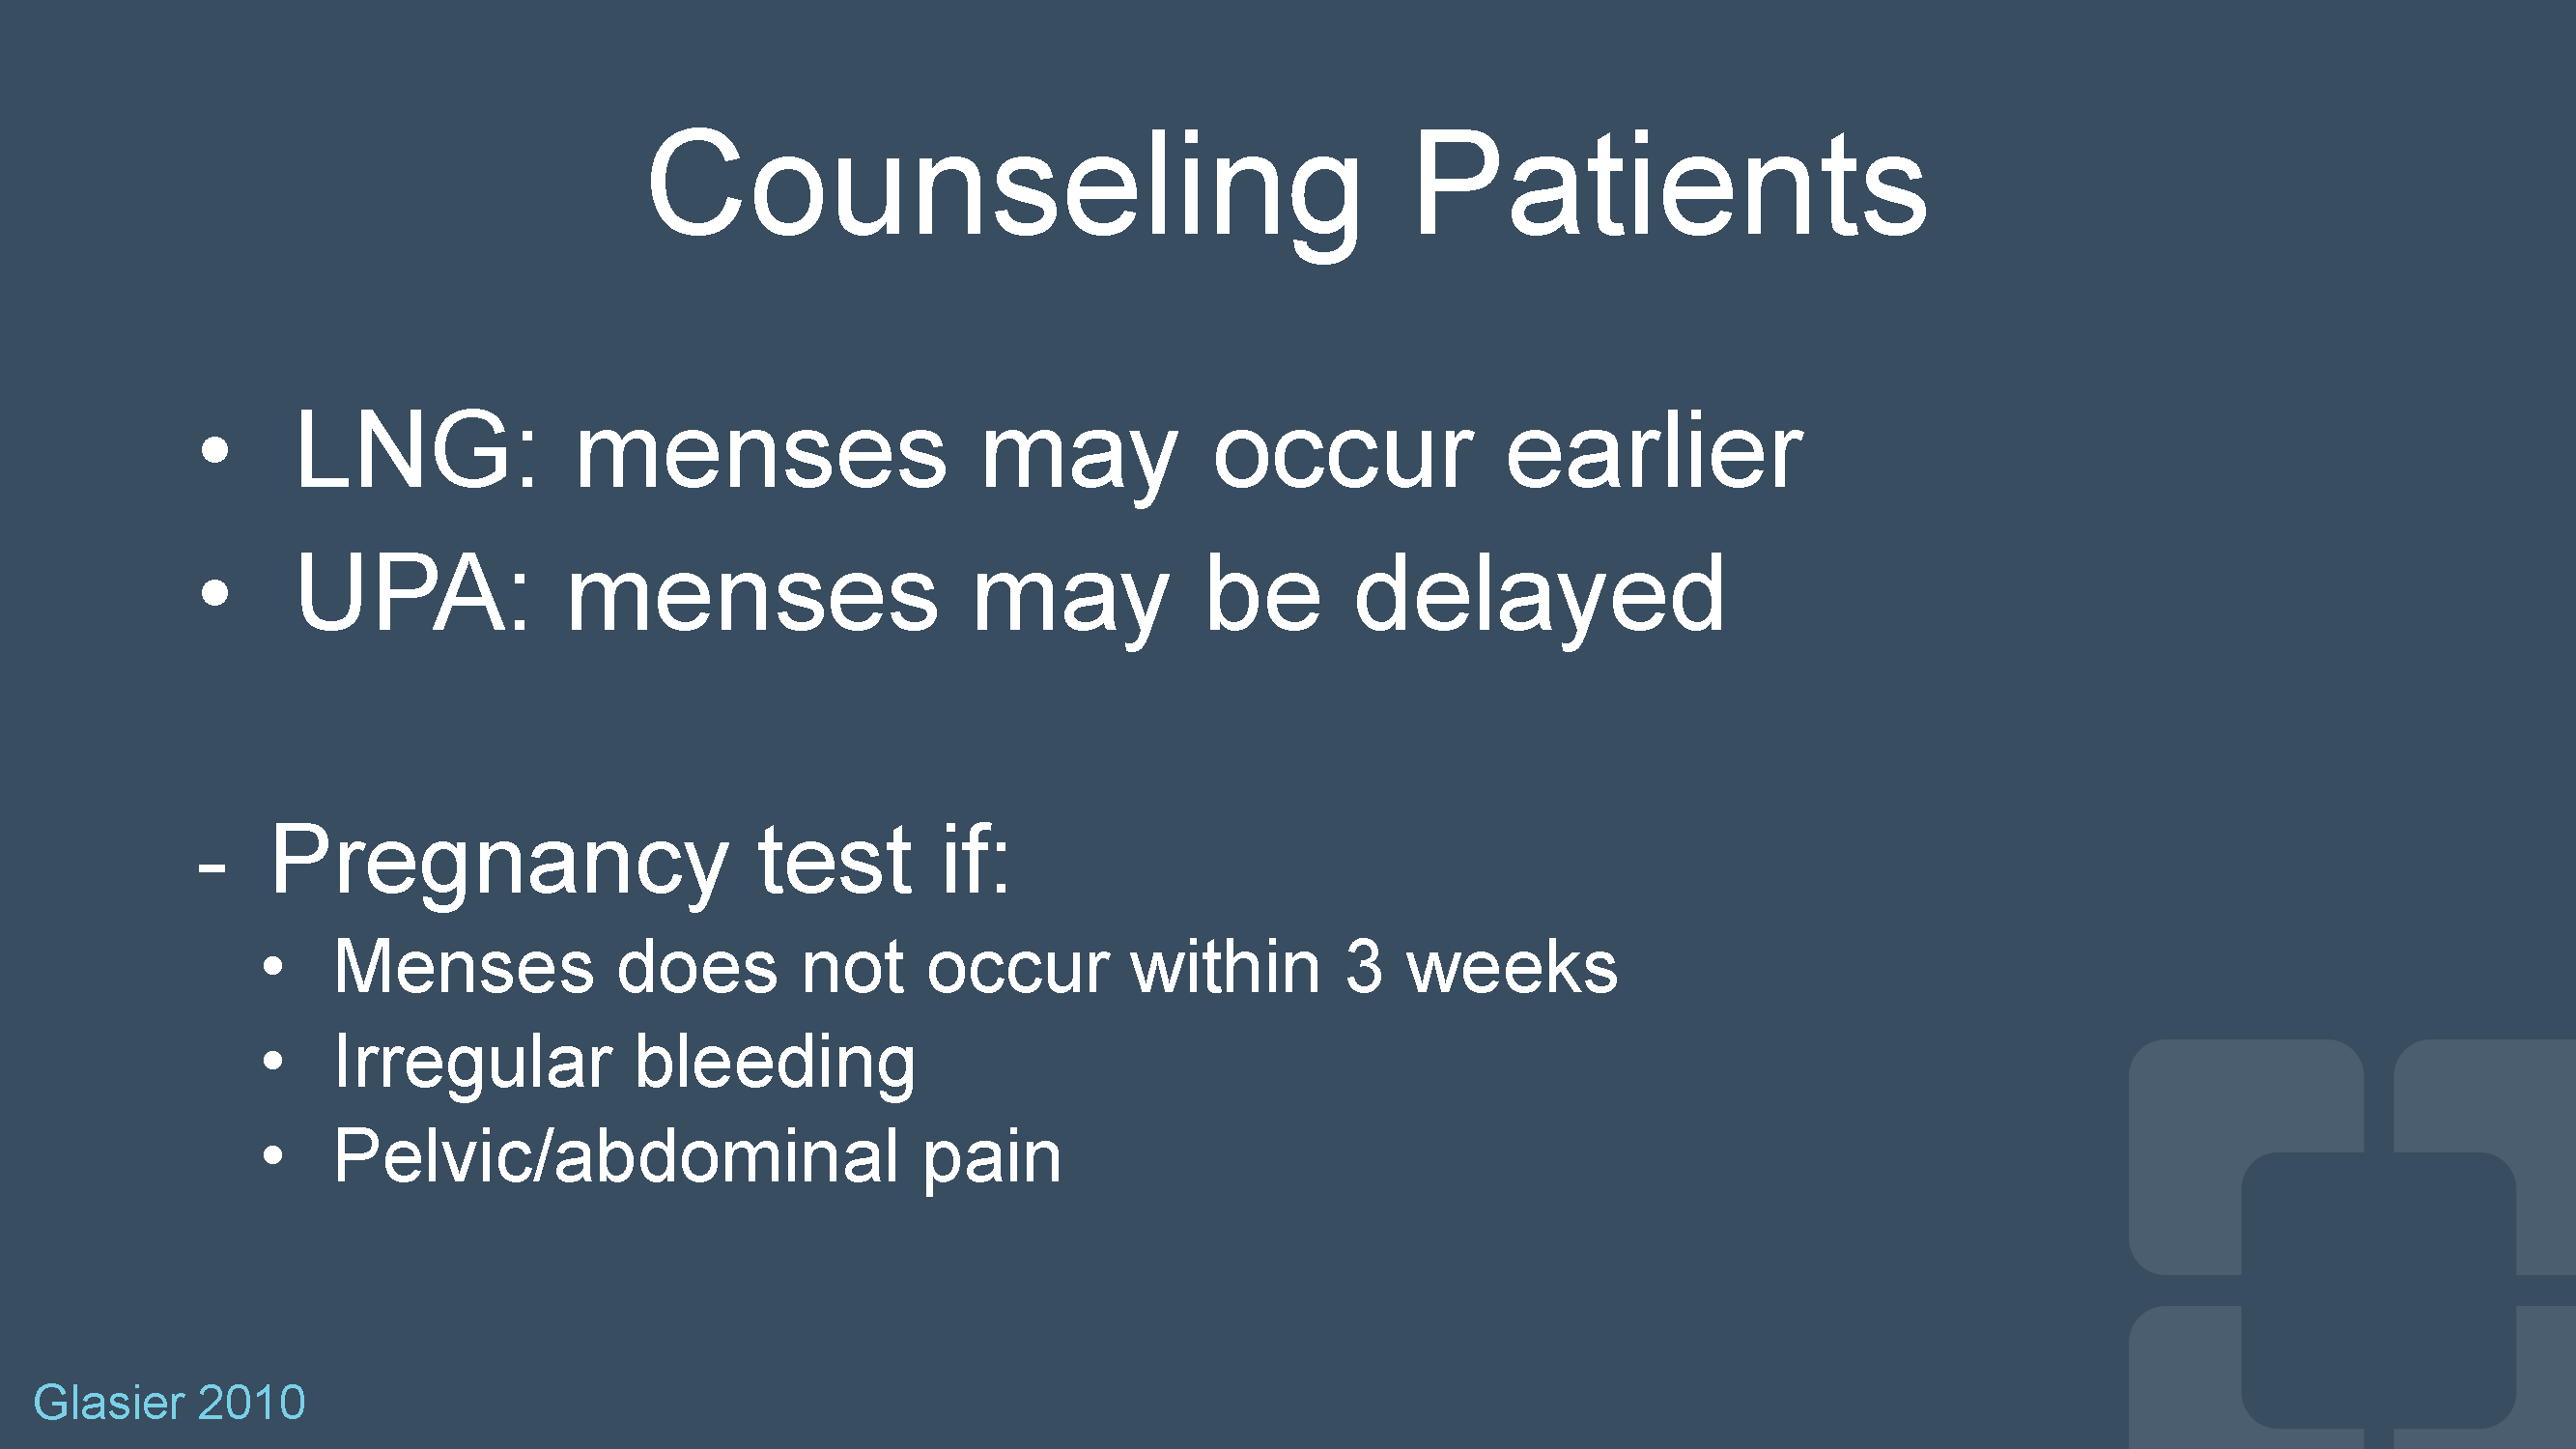 Counseling Patients
• LNG: menses may occur earlier
• UPA: menses may be delayed
- Pregnancy test if:
• Menses does not occur within 3 weeks
• Irregular bleeding
• Pelvic/abdominal pain
Glasier 2010